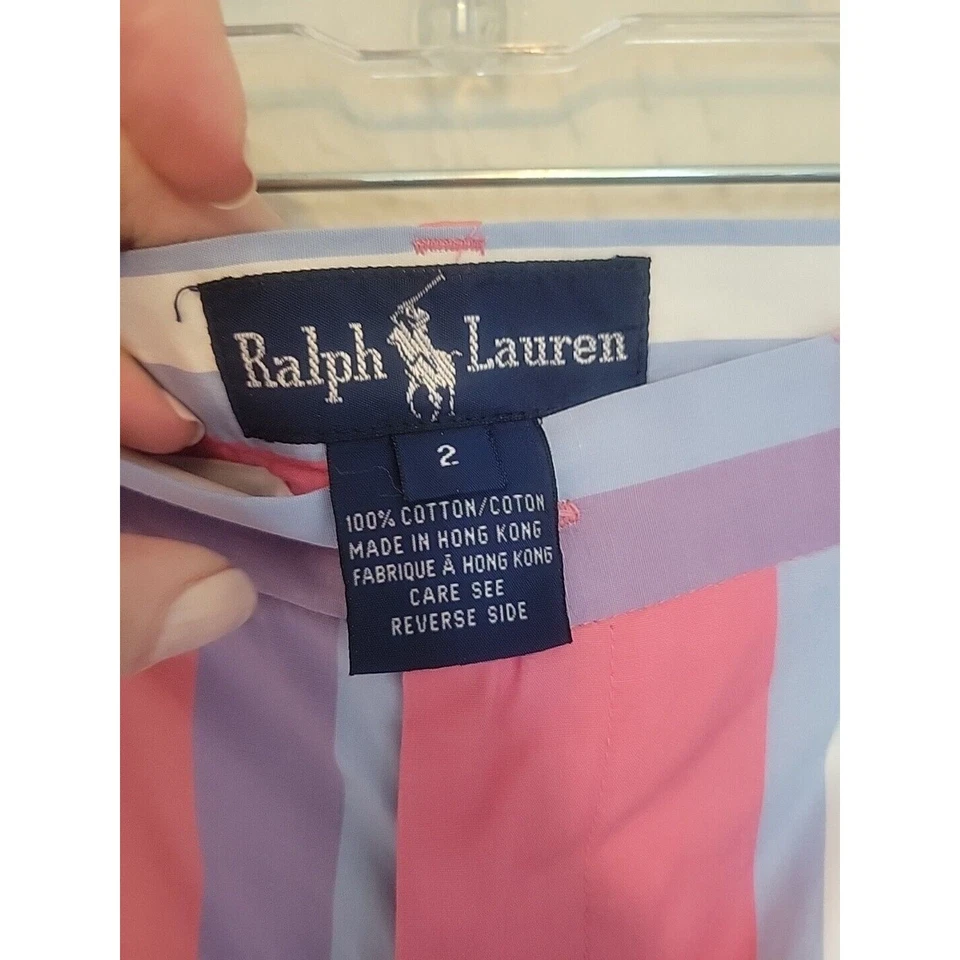 Ralph Lauren
2
100% COTTON/COTON
MADE IN HONG KONG
FABRIQUE À HONG KONG
CARE SEE
REVERSE SIDE